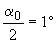 α₀/2 = 1°